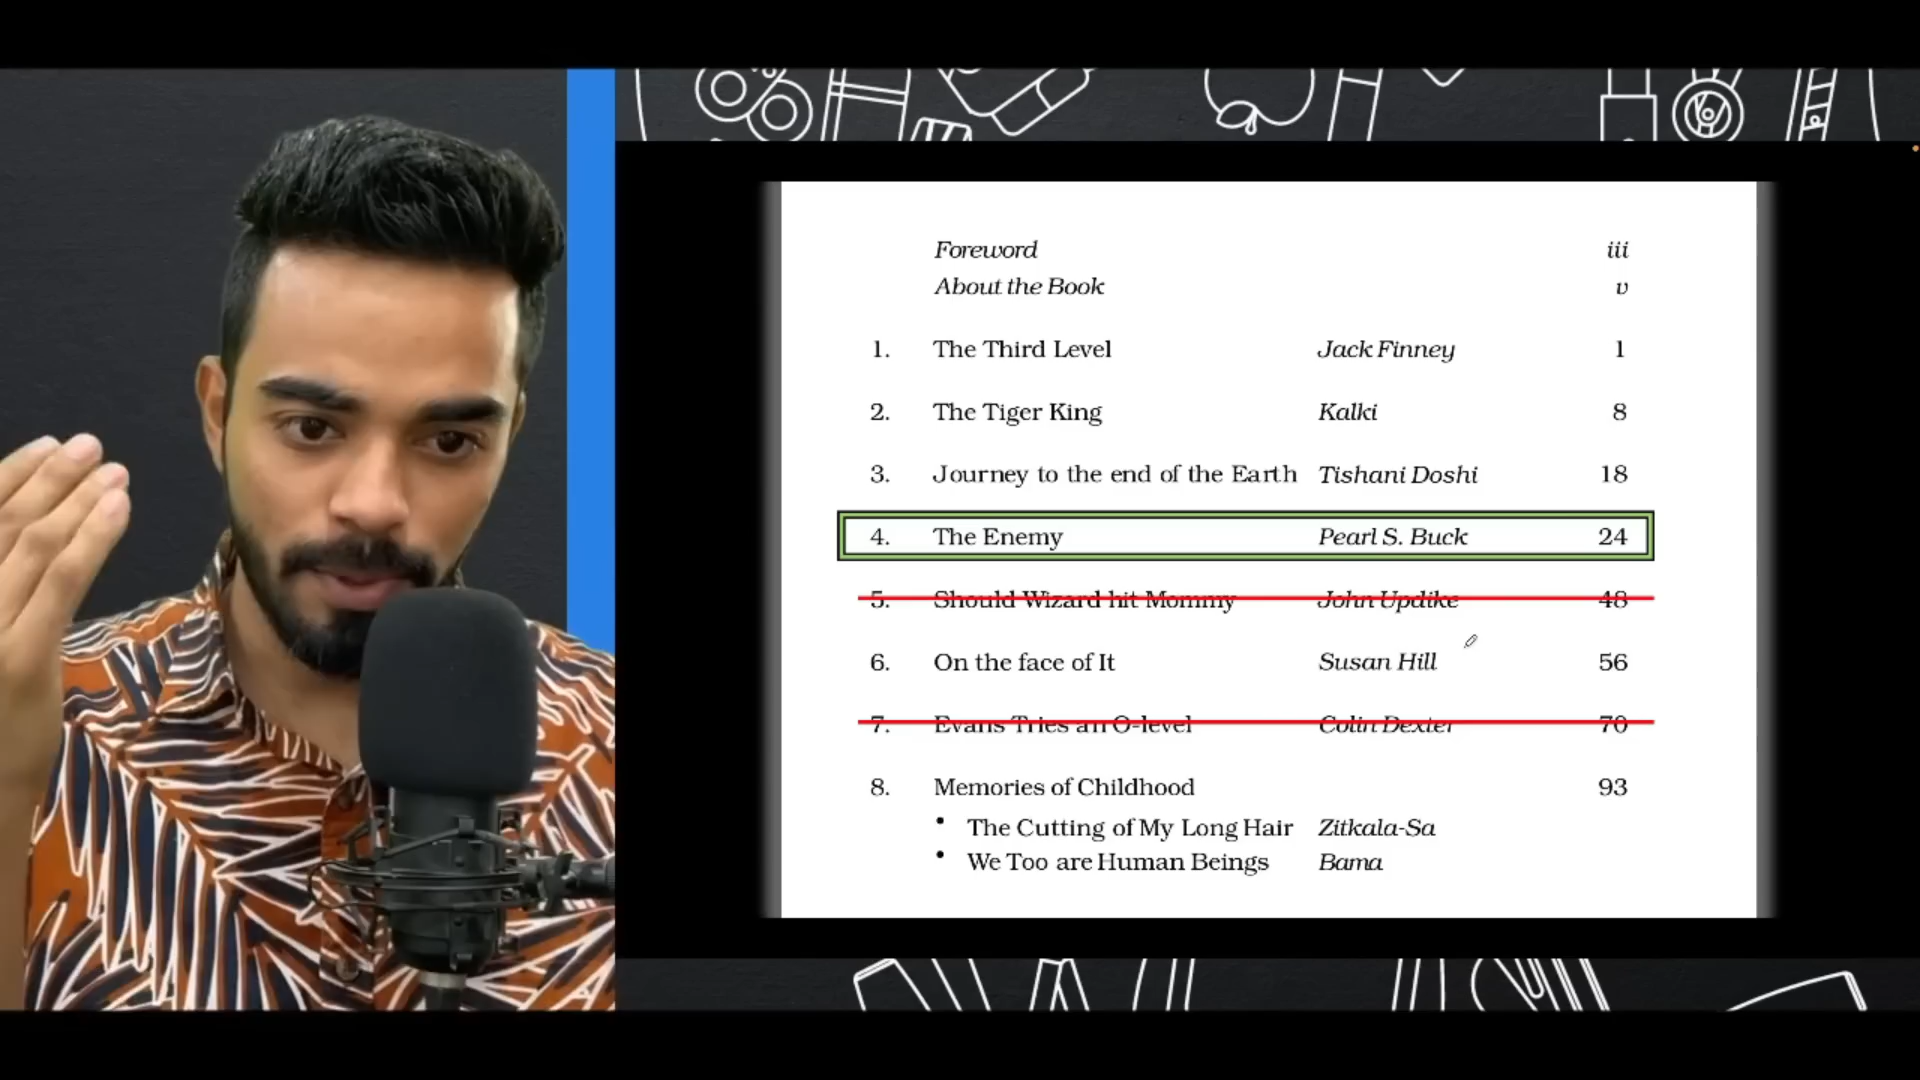 Foreword iii
About the Book v
1. The Third Level Jack Finney 1
2. The Tiger King Kalki 8
3. Journey to the end of the Earth Tishani Doshi 18
4. The Enemy Pearl S. Buck 24
5. Should Wizard hit Mommy John Updike 48
6. On the face of It Susan Hill 56
7. Evans Tries an O-level Colin Dexter 70
8. Memories of Childhood 93
• The Cutting of My Long Hair Zitkala-Sa
• We Too are Human Beings Bama